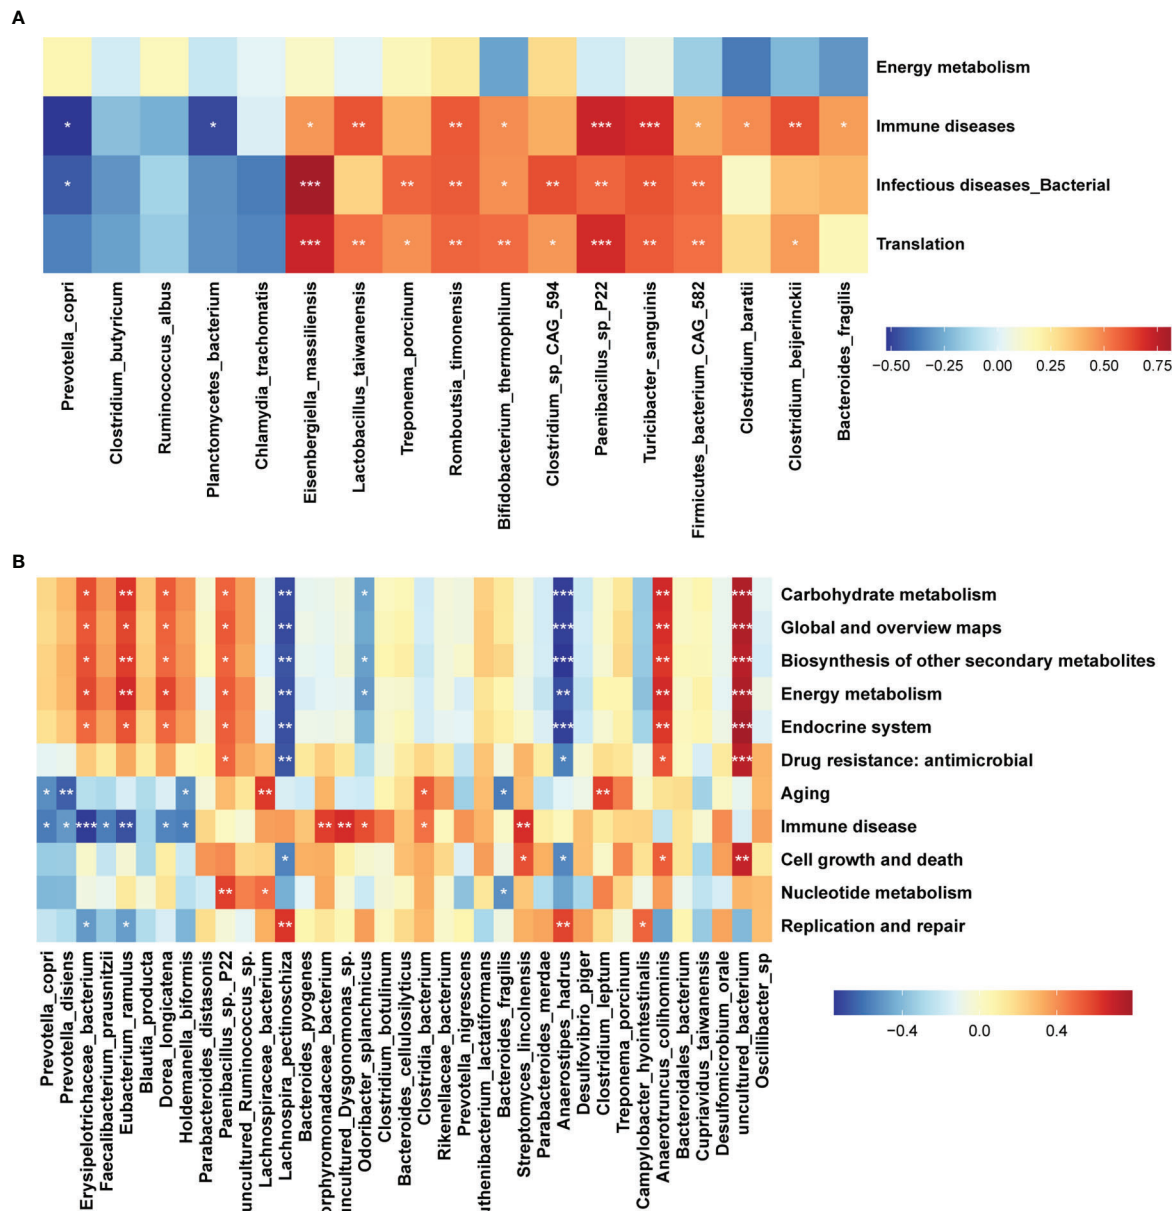 A
Energy metabolism
* * * ** ** * *** *** * * ** * Immune diseases
* *** ** ** * ** ** ** ** Infectious diseases_Bacterial
*** ** * ** ** * *** ** ** * Translation
Prevotella_copri
Clostridium_butyricum
Ruminococcus_albus
Planctomycetes_bacterium
Chlamydia_trachomatis
Eisenbergiella_massiliensis
Lactobacillus_taiwanensis
Treponema_porcinum
Romboutsia_timonensis
Bifidobacterium_thermophilum
Clostridium_sp_CAG_594
Paenibacillus_sp_P22
Turicibacter_sanguinis
Firmicutes_bacterium_CAG_582
Clostridium_baratii
Clostridium_beijerinckii
Bacteroides_fragilis
−0.50 −0.25 0.00 0.25 0.50 0.75
B
* ** * * ** * *** ** *** Carbohydrate metabolism
* * * * ** *** ** *** Global and overview maps
* ** * * ** * *** ** *** Biosynthesis of other secondary metabolites
* ** * * ** * ** ** *** Energy metabolism
* * * * ** *** ** *** Endocrine system
* ** * * *** Drug resistance: antimicrobial
* ** * ** * * ** Aging
* * *** * ** * * ** ** * * ** Immune disease
* * * * ** Cell growth and death
** * * Nucleotide metabolism
* * ** ** * Replication and repair
Prevotella_copri
Prevotella_disiens
Erysipelotrichaceae_bacterium
Faecalibacterium_prausnitzii
Eubacterium_ramulus
Blautia_producta
Dorea_longicatena
Holdemanella_biformis
Parabacteroides_distasonis
Paenibacillus_sp._P22
uncultured_Ruminococcus_sp.
Lachnospiraceae_bacterium
Lachnospira_pectinoschiza
Bacteroides_pyogenes
orphyromonadaceae_bacterium
uncultured_Dysgonomonas_sp.
Odoribacter_splanchnicus
Clostridium_botulinum
Bacteroides_cellulosilyticus
Clostridia_bacterium
Rikenellaceae_bacterium
Prevotella_nigrescens
uthenibacterium_lactatiformans
Bacteroides_fragilis
Streptomyces_lincolnensis
Parabacteroides_merdae
Anaerostipes_hadrus
Desulfovibrio_piger
Clostridium_leptum
Treponema_porcinum
Campylobacter_hyointestinalis
Anaerotruncus_colihominis
Bacteroidales_bacterium
Cupriavidus_taiwanensis
Desulfomicrobium_orale
uncultured_bacterium
Oscillibacter_sp
−0.4 0.0 0.4